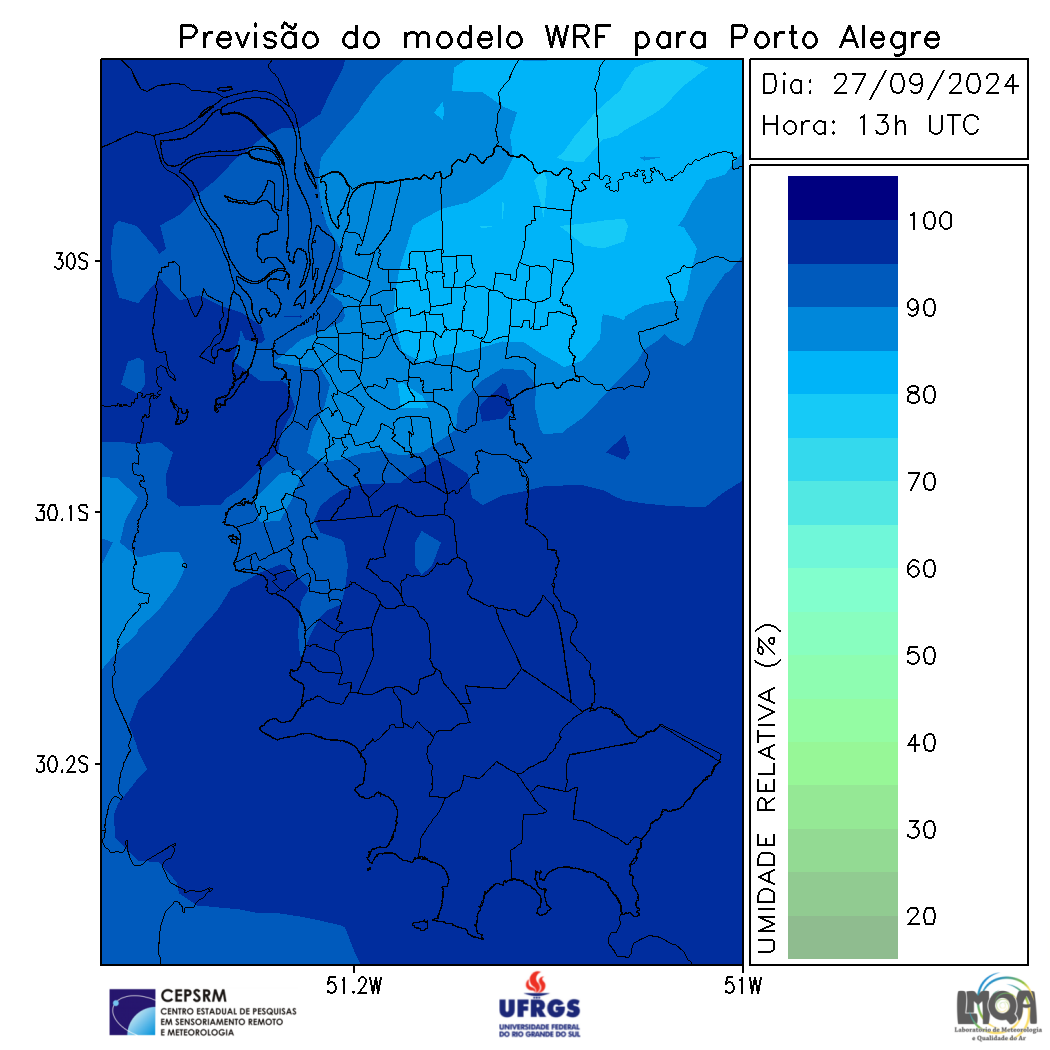 Previsão do modelo WRF para Porto Alegre
Dia: 27/09/2024
Hora: 13h UTC
30S
30.1S
30.2S
51.2W
51W
UMIDADE RELATIVA (%)
100
90
80
70
60
50
40
30
20
CEPSRM
CENTRO ESTADUAL DE PESQUISAS
EM SENSORIAMENTO REMOTO
E METEOROLOGIA
UFRGS
UNIVERSIDADE FEDERAL
DO RIO GRANDE DO SUL
LMQA
Laboratório de Meteorologia
e Qualidade do Ar